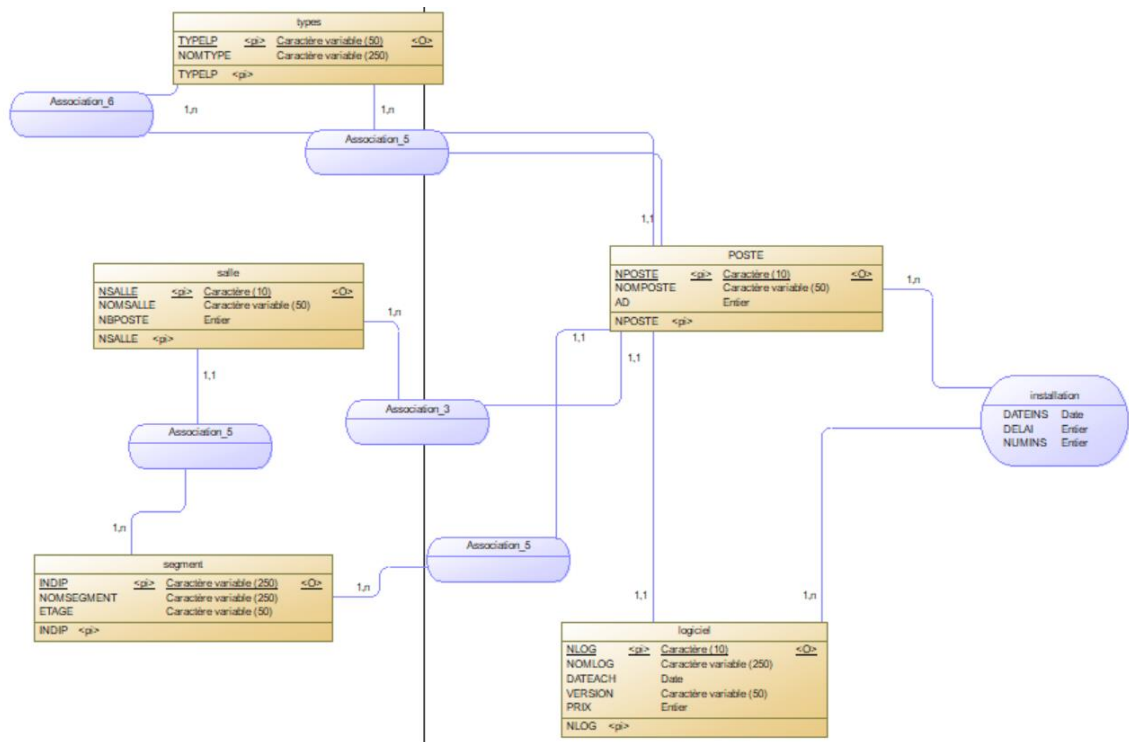 types
TYPELP <pi> Caractère variable (50) <O>
NOMTYPE Caractère variable (250)
TYPELP <pi>
Association_6
1,n
1,n
Association_5
1,1
POSTE
NPOSTE <pi> Caractère (10) <O>
NOMPOSTE Caractère variable (50)
AD Entier
NPOSTE <pi>
1,n
salle
NSALLE <pi> Caractère (10) <O>
NOMSALLE Caractère variable (50)
NBPOSTE Entier
NSALLE <pi>
1,n
1,1
1,1
1,1
Association_3
installation
DATEINS Date
DELAI Entier
NUMINS Entier
Association_5
1,n
Association_5
segment
INDIP <pi> Caractère variable (250) <O>
NOMSEGMENT Caractère variable (250)
ETAGE Caractère variable (50)
INDIP <pi>
1,n
1,1
1,n
logiciel
NLOG <pi> Caractère (10) <O>
NOMLOG Caractère variable (250)
DATEACH Date
VERSION Caractère variable (50)
PRIX Entier
NLOG <pi>